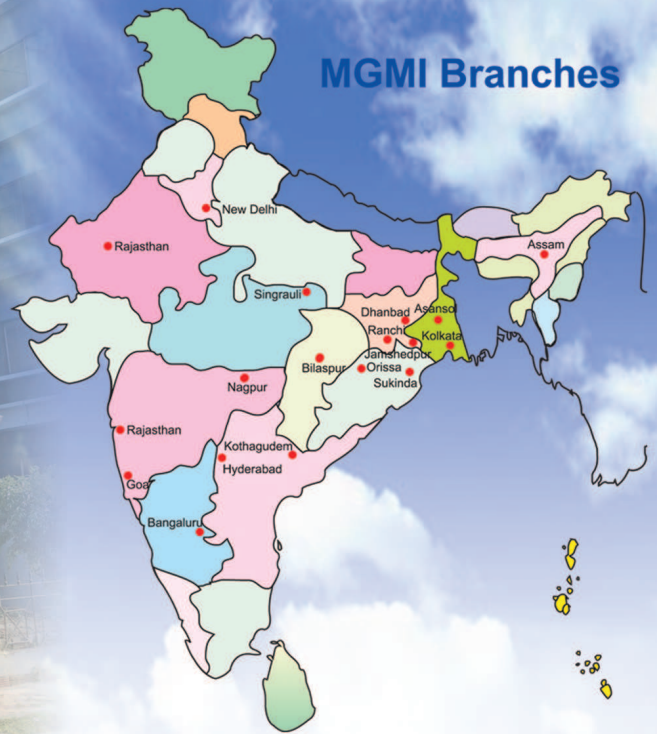 MGMI Branches
New Delhi
Rajasthan
Assam
Singrauli
Dhanbad
Asansol
Ranchi
Kolkata
Jamshedpur
Bilaspur
Orissa
Sukinda
Nagpur
Rajasthan
Kothagudem
Hyderabad
Goa
Bangaluru